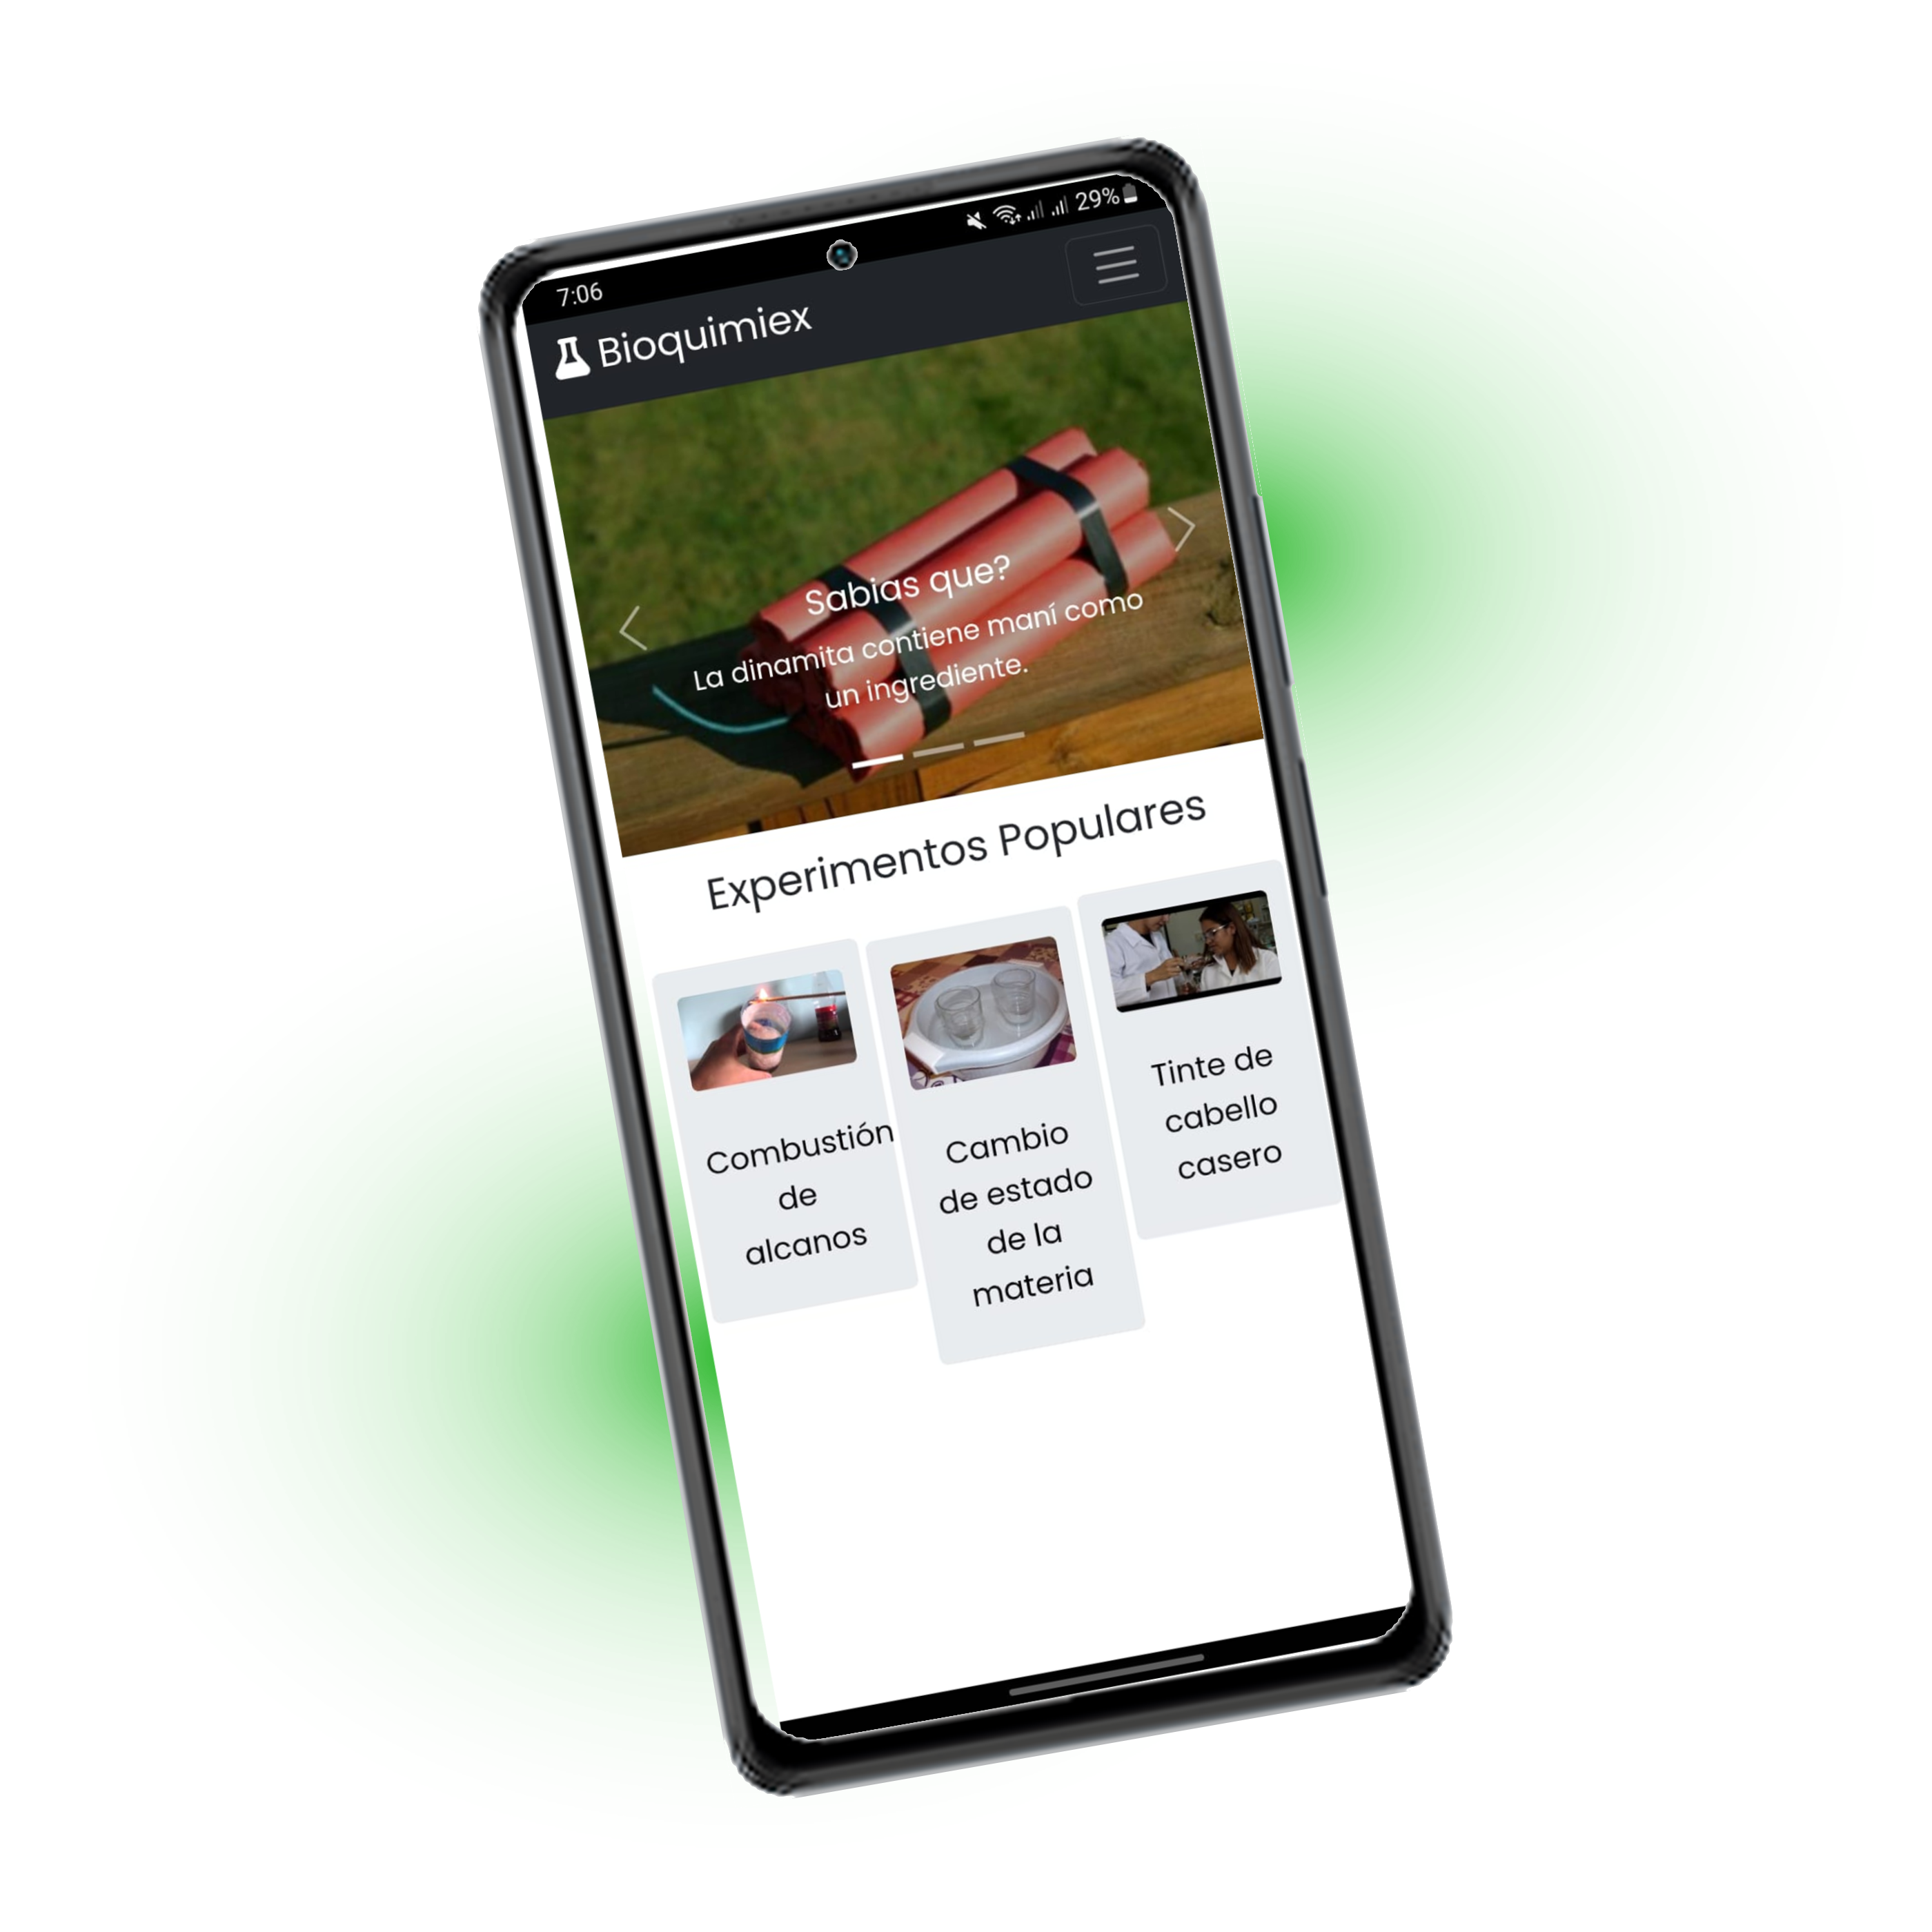 7:06
29%
Bioquimiex
Sabias que?
La dinamita contiene maní como
un ingrediente.
Experimentos Populares
Combustión
de
alcanos
Cambio
de estado
de la
materia
Tinte de
cabello
casero